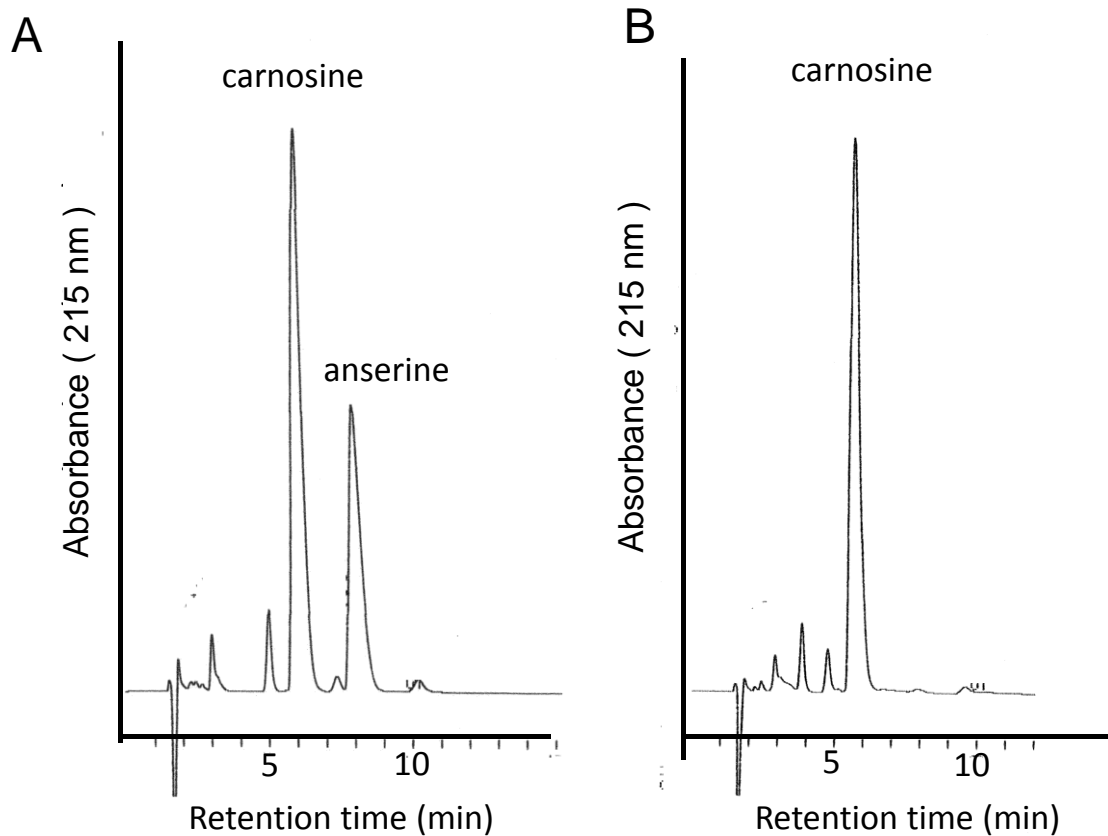 A
carnosine
anserine
Absorbance ( 215 nm )
5
10
Retention time (min)
B
carnosine
Absorbance ( 215 nm )
5
10
Retention time (min)